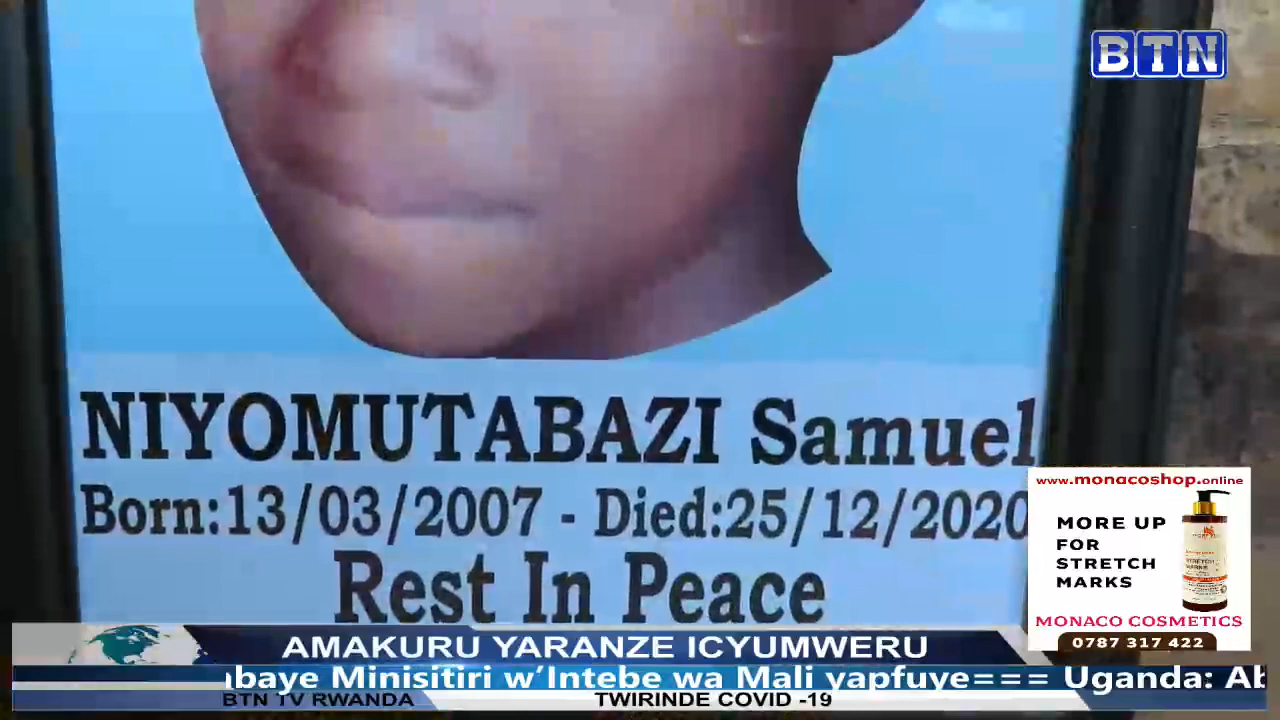 BTN
NIYOMUTABAZI Samuel
Born:13/03/2007 - Died:25/12/2020
Rest In Peace
www.monacoshop.online
MORE UP
FOR
STRETCH
MARKS
MONACO COSMETICS
0787 317 422
AMAKURU YARANZE ICYUMWERU
Minisitiri w'Intebe wa Mali yapfuye=== Uganda:
BTN TV RWANDA
TWIRINDE COVID -19